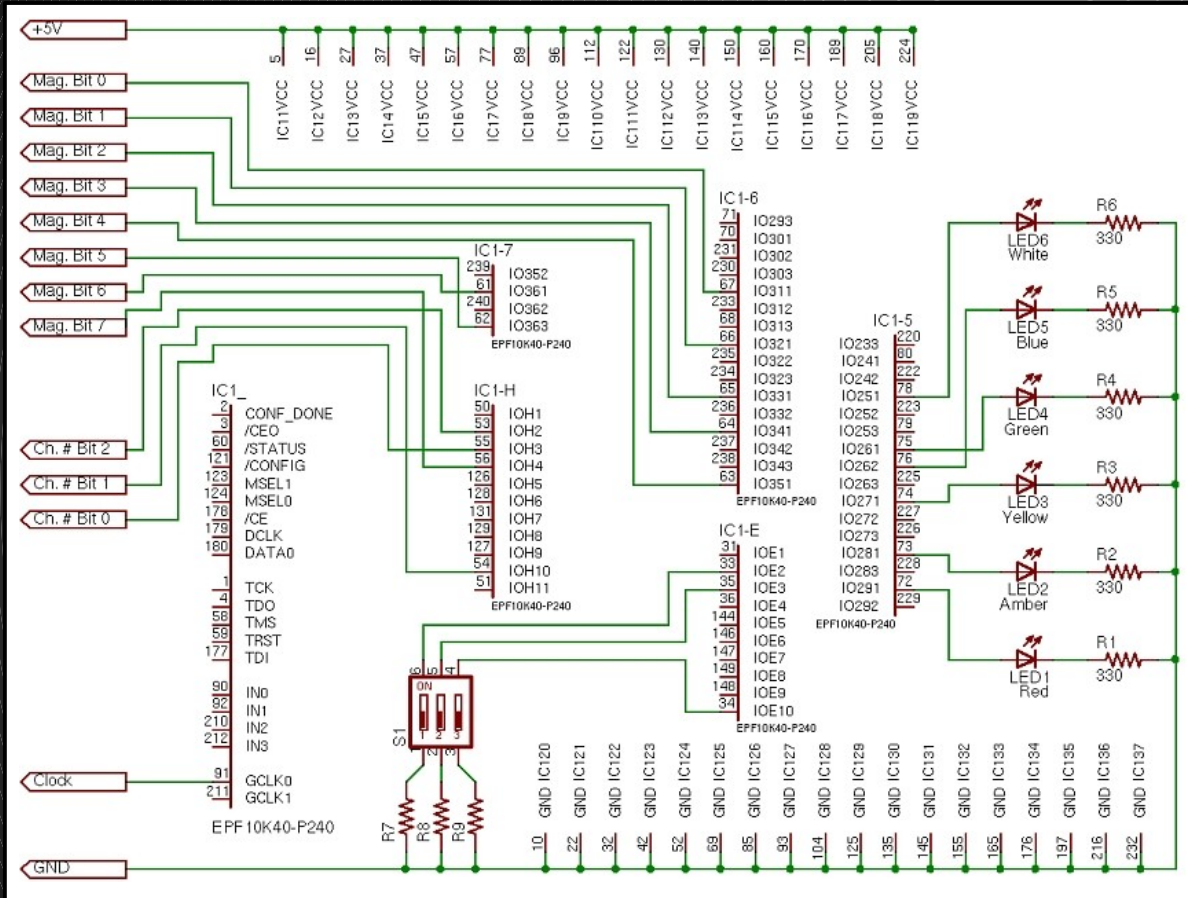 +5V
Mag. Bit 0
Mag. Bit 1
Mag. Bit 2
Mag. Bit 3
Mag. Bit 4
Mag. Bit 5
Mag. Bit 6
Mag. Bit 7
Ch. # Bit 2
Ch. # Bit 1
Ch. # Bit 0
Clock
GND
5 IC11VCC
16 IC12VCC
27 IC13VCC
37 IC14VCC
47 IC15VCC
57 IC16VCC
77 IC17VCC
89 IC18VCC
96 IC19VCC
112 IC110VCC
122 IC111VCC
130 IC112VCC
140 IC113VCC
150 IC114VCC
160 IC115VCC
170 IC116VCC
189 IC117VCC
205 IC118VCC
224 IC119VCC
IC1-7
239 IO352
61 IO361
240 IO362
62 IO363
EPF10K40-P240
IC1-6
71 IO293
70 IO301
231 IO302
230 IO303
67 IO311
233 IO312
68 IO313
66 IO321
235 IO322
234 IO323
65 IO331
236 IO332
64 IO341
237 IO342
238 IO343
63 IO351
EPF10K40-P240
IC1-5
IO233 220
IO241 80
IO242 222
IO251 78
IO252 223
IO253 79
IO261 75
IO262 76
IO263 225
IO271 74
IO272 227
IO273 226
IO281 73
IO283 228
IO291 72
IO292 229
EPF10K40-P240
LED6
White
R6
330
LED5
Blue
R5
330
LED4
Green
R4
330
LED3
Yellow
R3
330
LED2
Amber
R2
330
LED1
Red
R1
330
IC1_
2 CONF_DONE
3 /CEO
60 /STATUS
121 /CONFIG
123 MSEL1
124 MSEL0
178 /CE
179 DCLK
180 DATA0
1 TCK
4 TDO
58 TMS
59 TRST
177 TDI
90 IN0
92 IN1
210 IN2
212 IN3
91 GCLK0
211 GCLK1
EPF10K40-P240
IC1-H
50 IOH1
53 IOH2
55 IOH3
56 IOH4
126 IOH5
128 IOH6
131 IOH7
129 IOH8
127 IOH9
54 IOH10
51 IOH11
EPF10K40-P240
IC1-E
31 IOE1
33 IOE2
35 IOE3
36 IOE4
144 IOE5
146 IOE6
147 IOE7
149 IOE8
148 IOE9
34 IOE10
EPF10K40-P240
6 5 4
ON
1 2 3
S1
1 2 3
R7
R8
R9
10 GND IC120
22 GND IC121
32 GND IC122
42 GND IC123
52 GND IC124
69 GND IC125
85 GND IC126
93 GND IC127
104 GND IC128
125 GND IC129
135 GND IC130
145 GND IC131
155 GND IC132
165 GND IC133
176 GND IC134
197 GND IC135
216 GND IC136
232 GND IC137